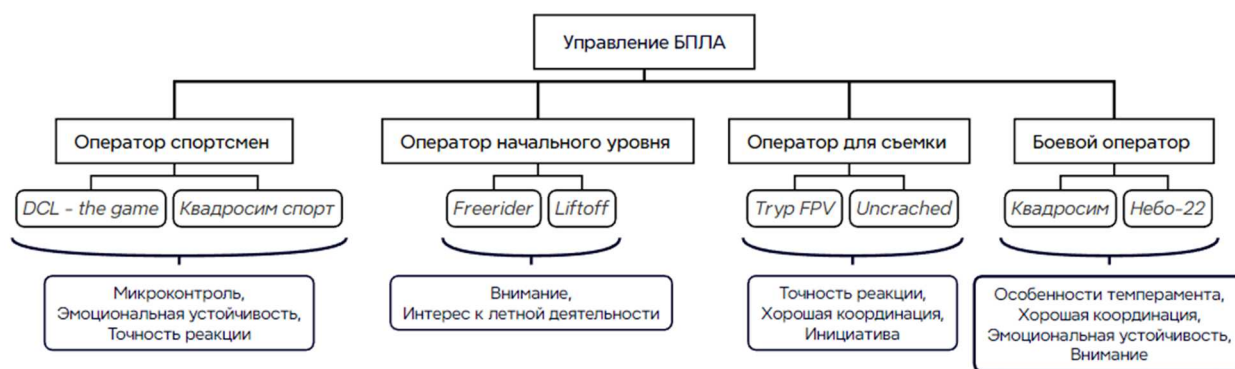 Управление БПЛА
Оператор спортсмен
Оператор начального уровня
Оператор для съемки
Боевой оператор
DCL - the game
Квадросим спорт
Freerider
Liftoff
Tryp FPV
Uncrached
Квадросим
Небо-22
Микроконтроль,
Эмоциональная устойчивость,
Точность реакции
Внимание,
Интерес к летной деятельности
Точность реакции,
Хорошая координация,
Инициатива
Особенности темперамента,
Хорошая координация,
Эмоциональная устойчивость,
Внимание